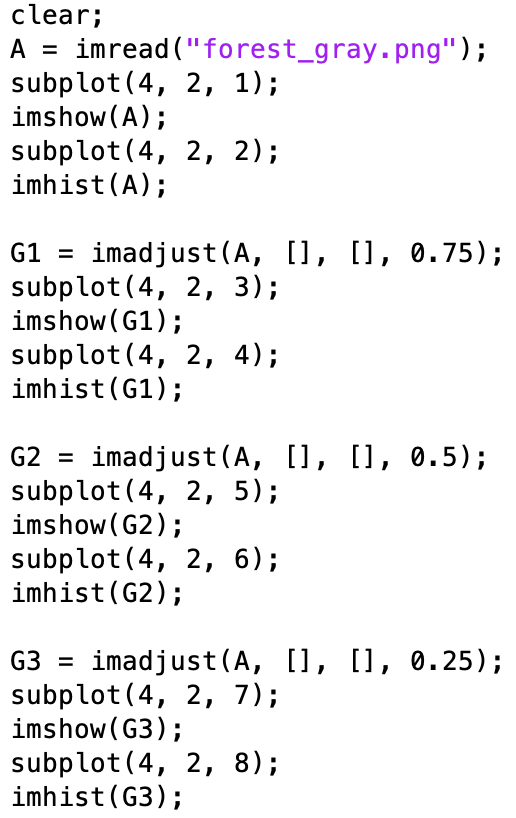 clear;
A = imread("forest_gray.png");
subplot(4, 2, 1);
imshow(A);
subplot(4, 2, 2);
imhist(A);

G1 = imadjust(A, [], [], 0.75);
subplot(4, 2, 3);
imshow(G1);
subplot(4, 2, 4);
imhist(G1);

G2 = imadjust(A, [], [], 0.5);
subplot(4, 2, 5);
imshow(G2);
subplot(4, 2, 6);
imhist(G2);

G3 = imadjust(A, [], [], 0.25);
subplot(4, 2, 7);
imshow(G3);
subplot(4, 2, 8);
imhist(G3);